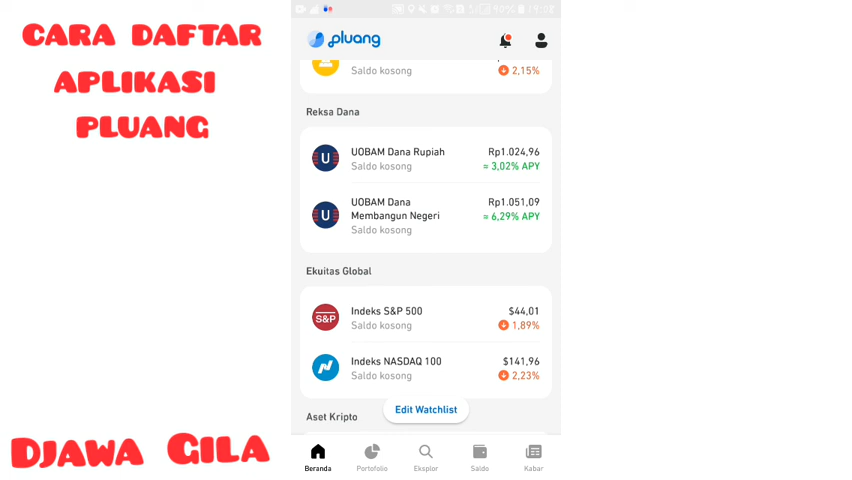 CARA DAFTAR
APLIKASI
PLUANG
90% 19:08
pluang
Saldo kosong
2,15%
Reksa Dana
UOBAM Dana Rupiah
Rp1.024,96
Saldo kosong
≈ 3,02% APY
UOBAM Dana
Membangun Negeri
Rp1.051,09
≈ 6,29% APY
Saldo kosong
Ekuitas Global
S&P
Indeks S&P 500
$44,01
Saldo kosong
1,89%
Indeks NASDAQ 100
$141,96
Saldo kosong
2,23%
Aset Kripto
Edit Watchlist
Beranda
Portofolio
Eksplor
Saldo
Kabar
DJAWA GILA